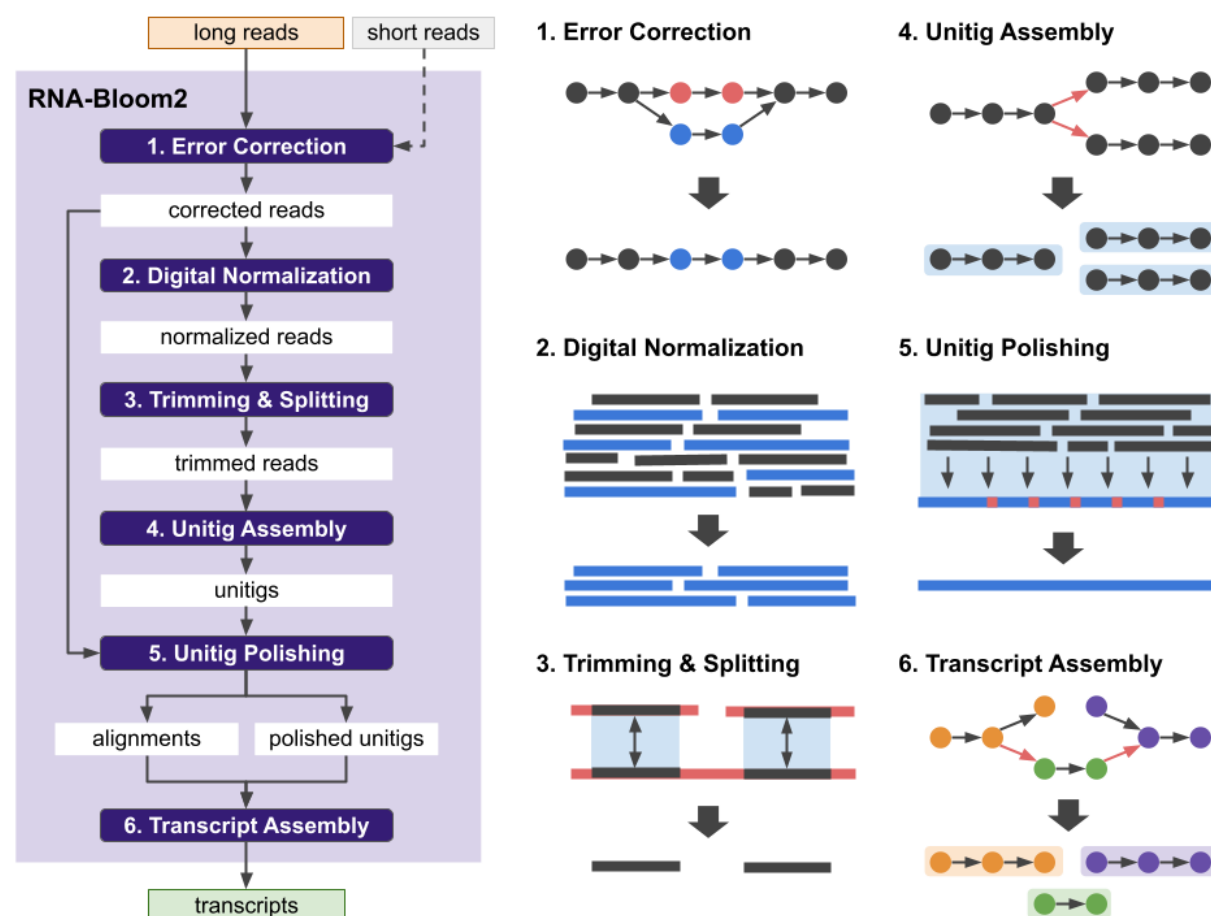 long reads
short reads
RNA-Bloom2
1. Error Correction
corrected reads
2. Digital Normalization
normalized reads
3. Trimming & Splitting
trimmed reads
4. Unitig Assembly
unitigs
5. Unitig Polishing
alignments
polished unitigs
6. Transcript Assembly
transcripts
1. Error Correction
2. Digital Normalization
3. Trimming & Splitting
4. Unitig Assembly
5. Unitig Polishing
6. Transcript Assembly